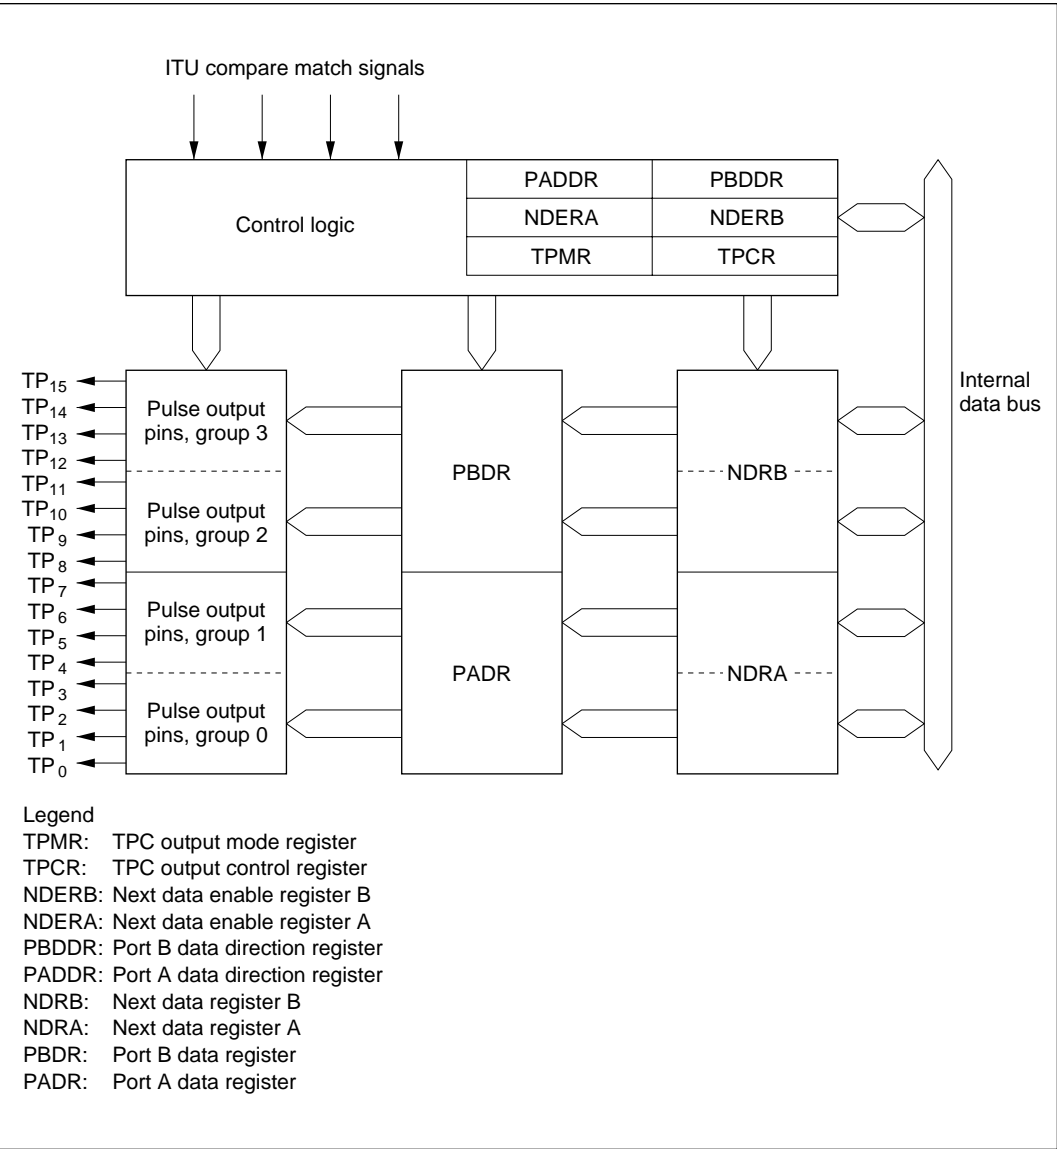 ITU compare match signals
PADDR PBDDR
Control logic
NDERA NDERB
TPMR TPCR
Internal
data bus
TP15
TP14
TP13
TP12
TP11
TP10
TP9
TP8
TP7
TP6
TP5
TP4
TP3
TP2
TP1
TP0
Pulse output
pins, group 3
Pulse output
pins, group 2
Pulse output
pins, group 1
Pulse output
pins, group 0
PBDR
PADR
NDRB
NDRA
Legend
TPMR: TPC output mode register
TPCR: TPC output control register
NDERB: Next data enable register B
NDERA: Next data enable register A
PBDDR: Port B data direction register
PADDR: Port A data direction register
NDRB: Next data register B
NDRA: Next data register A
PBDR: Port B data register
PADR: Port A data register